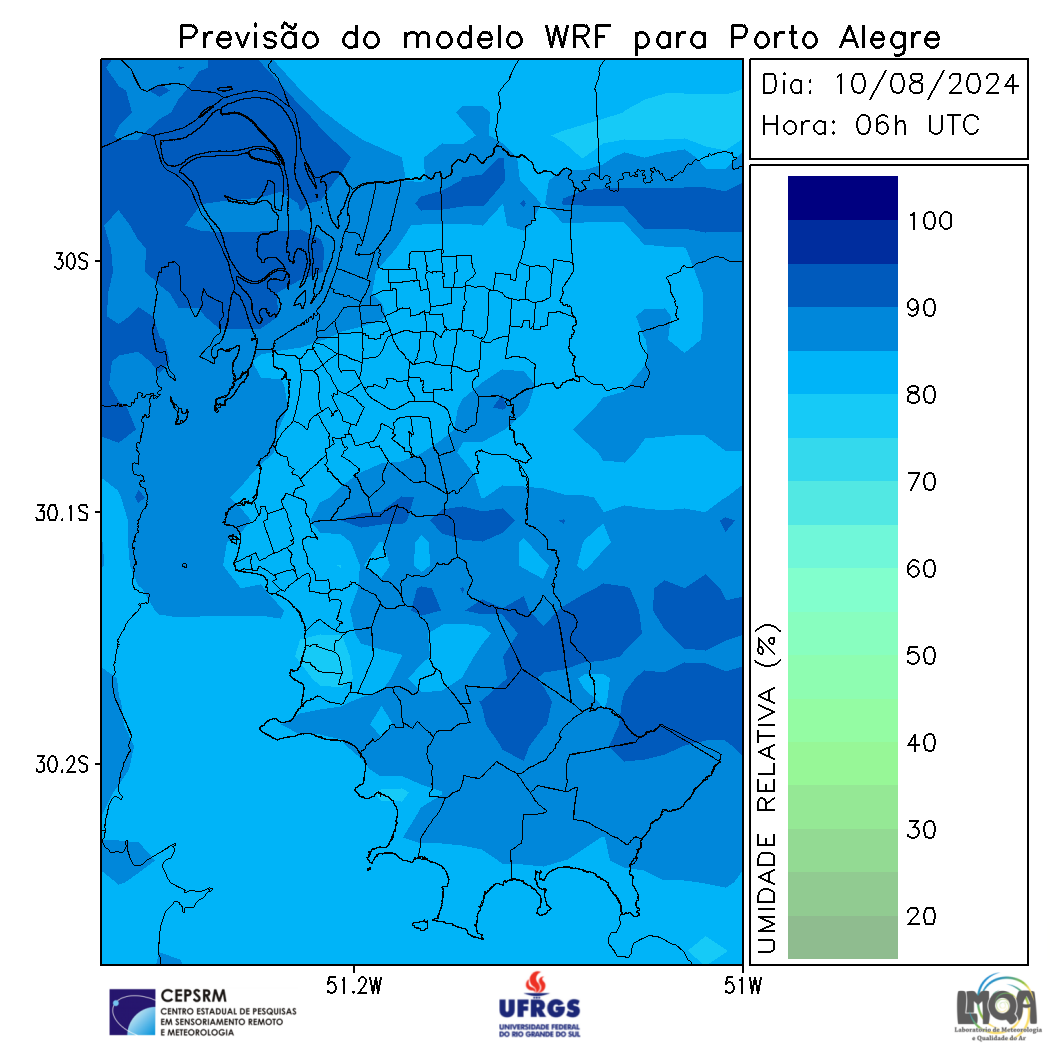 Previsão do modelo WRF para Porto Alegre
Dia: 10/08/2024
Hora: 06h UTC
30S
30.1S
30.2S
51.2W
51W
100
90
80
70
60
50
40
30
20
UMIDADE RELATIVA (%)
CEPSRM
CENTRO ESTADUAL DE PESQUISAS
EM SENSORIAMENTO REMOTO
E METEOROLOGIA
UFRGS
UNIVERSIDADE FEDERAL
DO RIO GRANDE DO SUL
LMQA
Laboratório de Meteorologia
e Qualidade do Ar